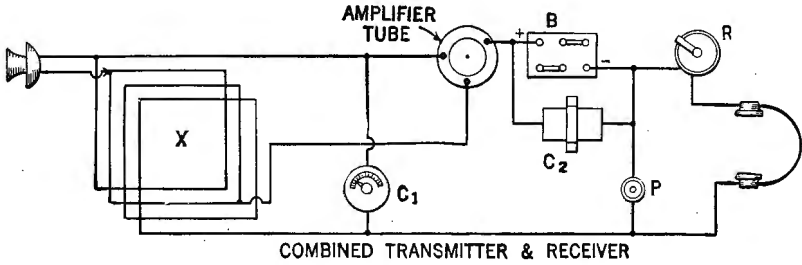 AMPLIFIER
TUBE
B
R
+
-
X
C1
C2
P
COMBINED TRANSMITTER & RECEIVER